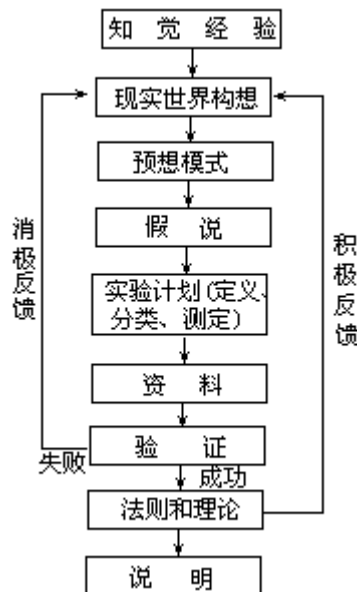 知 觉 经 验
现实世界构想
预想模式
假 说
实验计划(定义、
分类、测定)
资 料
验 证
失败
成功
法则和理论
说 明
消极反馈
积极反馈